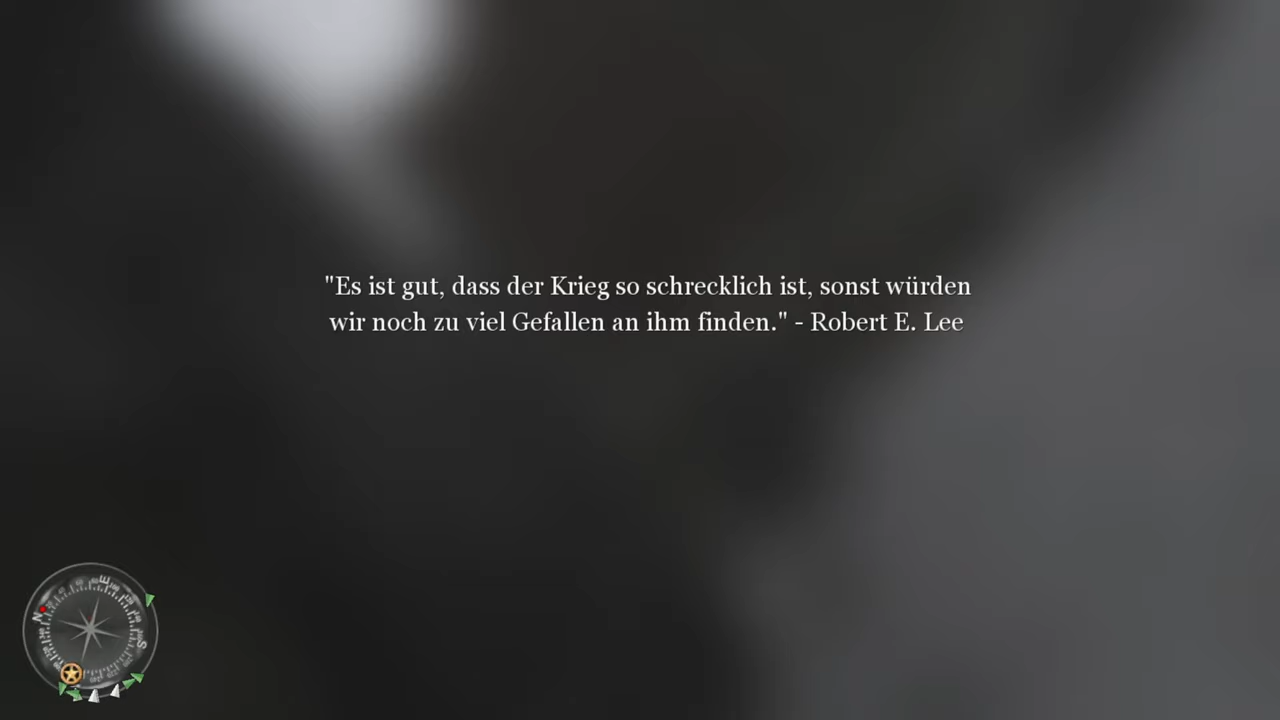 "Es ist gut, dass der Krieg so schrecklich ist, sonst würden
wir noch zu viel Gefallen an ihm finden." - Robert E. Lee
N
E
S